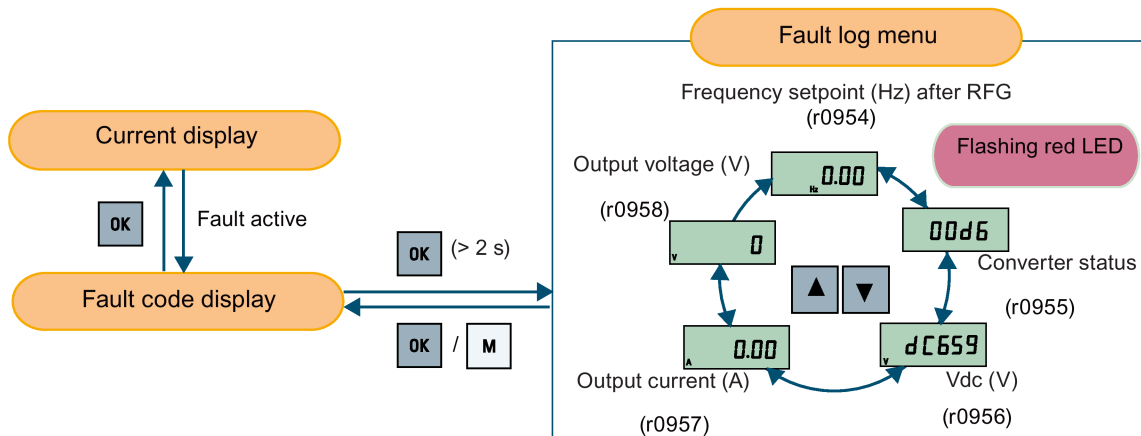 Fault log menu
Frequency setpoint (Hz) after RFG
(r0954)
Current display
Flashing red LED
Output voltage (V)
0.00
Hz
(r0958)
OK
Fault active
00d6
0
V
OK (> 2 s)
Converter status
(r0955)
Fault code display
▲ ▼
OK / M
0.00
A
dC659
V
Output current (A)
Vdc (V)
(r0957)
(r0956)